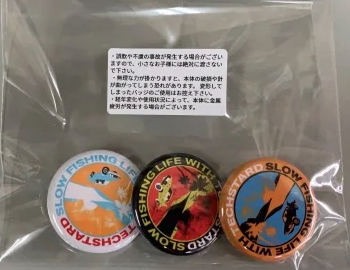 ・誤飲や不慮の事故が発生する場合がござい
ますので、小さなお子様には絶対に渡さない
で下さい。
・無理な力が掛かりますと、本体の破損や針
が曲がってしまう恐れがあります。変形して
しまったバッジのご使用はお控え下さい。
・経年変化や使用状況によって、本体に金属
疲労が発生する場合がございます。
SLOW FISHING LIFE
TECHSTARD
FISHING LIFE WITH
SLOW
TECHSTARD SLOW FISHING LIFE WITH